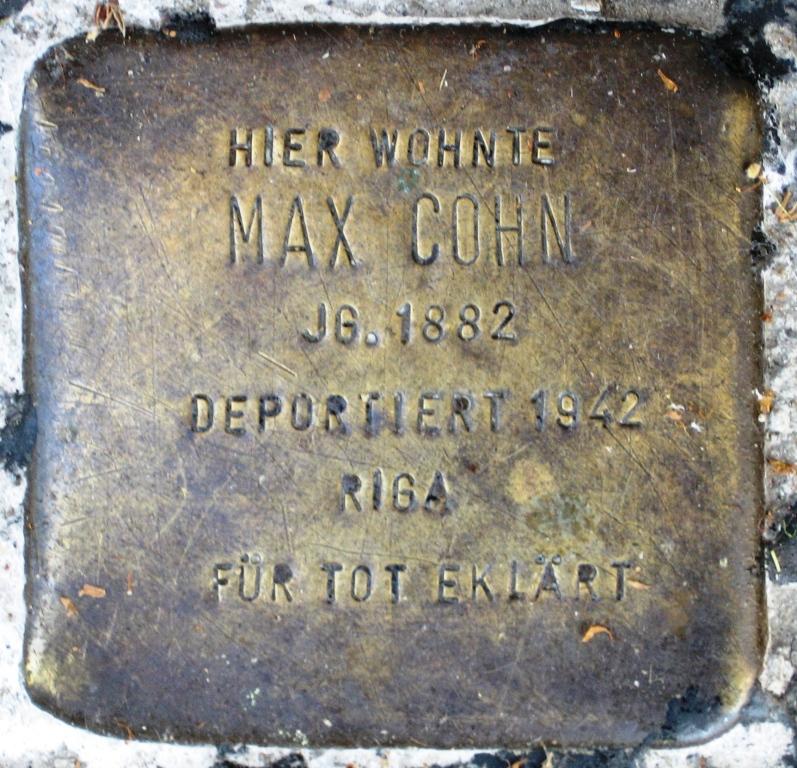 HIER WOHNTE
MAX COHN
JG. 1882
DEPORTIERT 1942
RIGA
FÜR TOT EKLÄRT